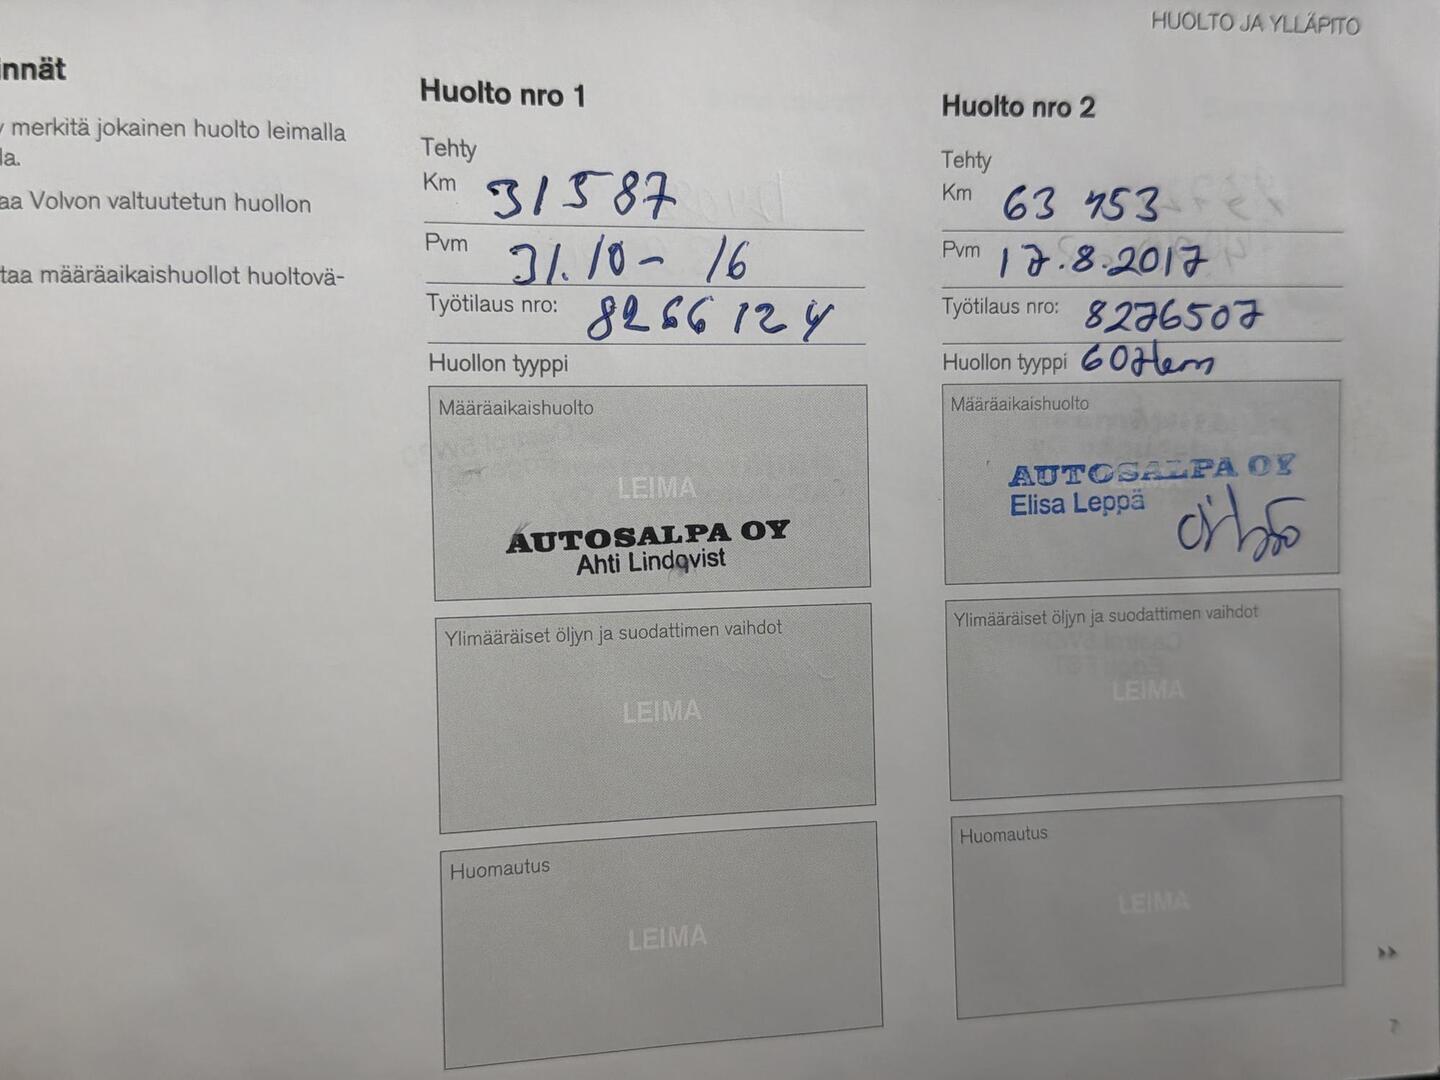 HUOLTO JA YLLÄPITO
innät
merkitä jokainen huolto leimalla
la.
aa Volvon valtuutetun huollon
taa määräaikaishuollot huoltovä-
Huolto nro 1
Tehty
Km 31587
Pvm 31.10- 16
Työtilaus nro: 8266124
Huollon tyyppi
Määräaikaishuolto
LEIMA
AUTOSALPA OY
Ahti Lindqvist
Ylimääräiset öljyn ja suodattimen vaihdot
LEIMA
Huomautus
LEIMA
Huolto nro 2
Tehty
Km 63 453
Pvm 17.8.2017
Työtilaus nro: 8276507
Huollon tyyppi
Määräaikaishuolto
AUTOSALPA OY
Elisa Leppä
Ylimääräiset öljyn ja suodattimen vaihdot
LEIMA
Huomautus
LEIMA
7